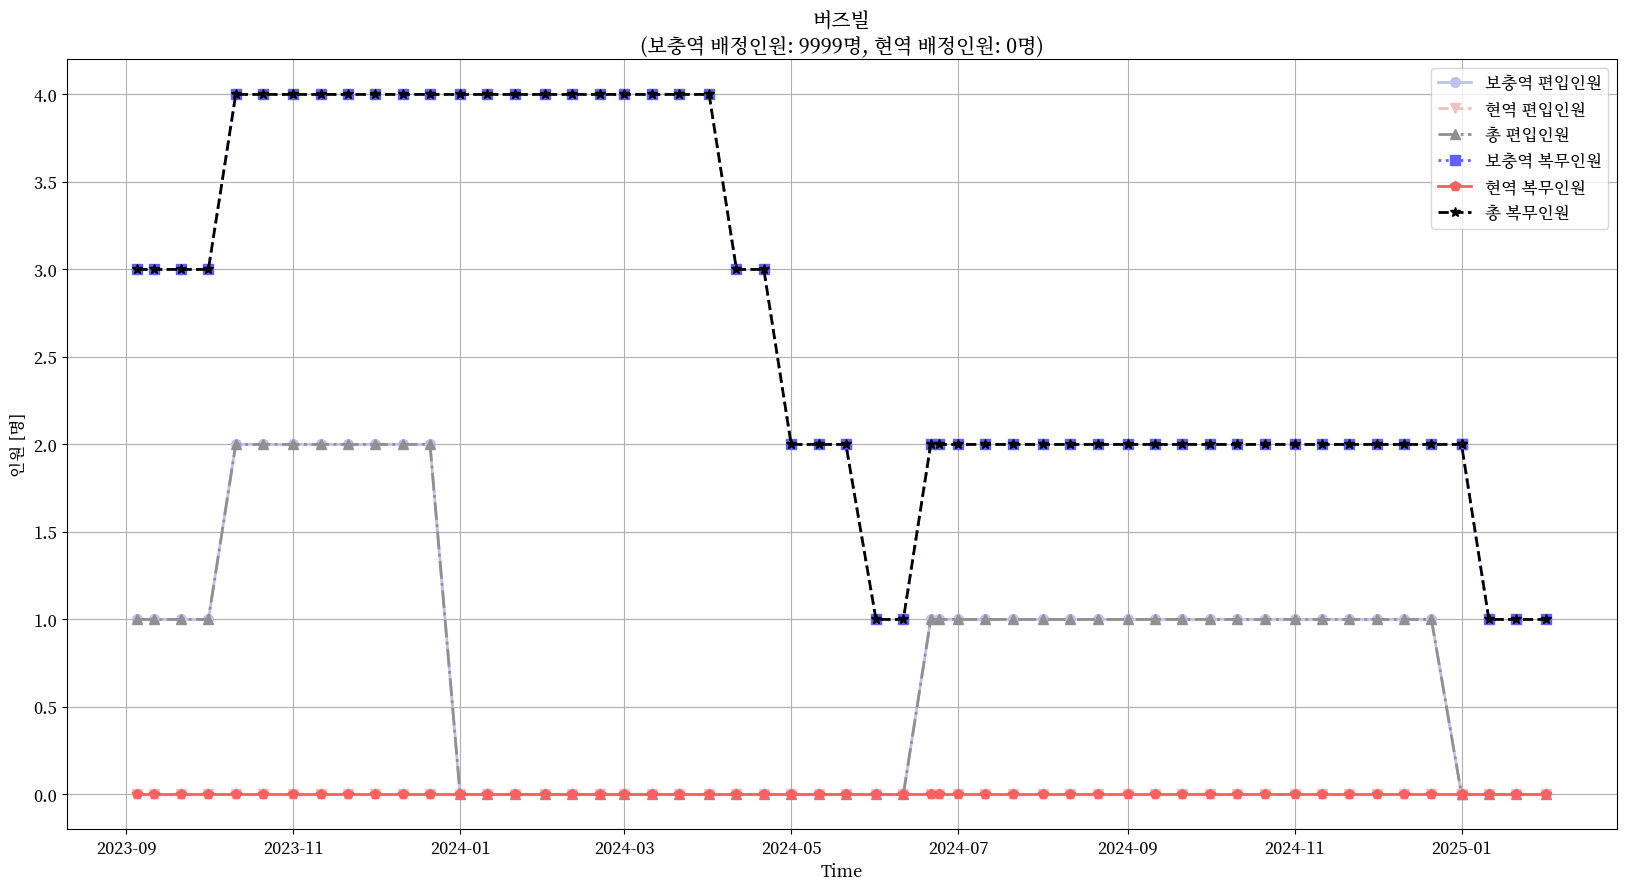 버즈빌
(보충역 배정인원: 9999명, 현역 배정인원: 0명)
보충역 편입인원
현역 편입인원
총 편입인원
보충역 복무인원
현역 복무인원
총 복무인원
4.0
3.5
3.0
2.5
2.0
1.5
1.0
0.5
0.0
인원 [명]
2023-09
2023-11
2024-01
2024-03
2024-05
2024-07
2024-09
2024-11
2025-01
Time